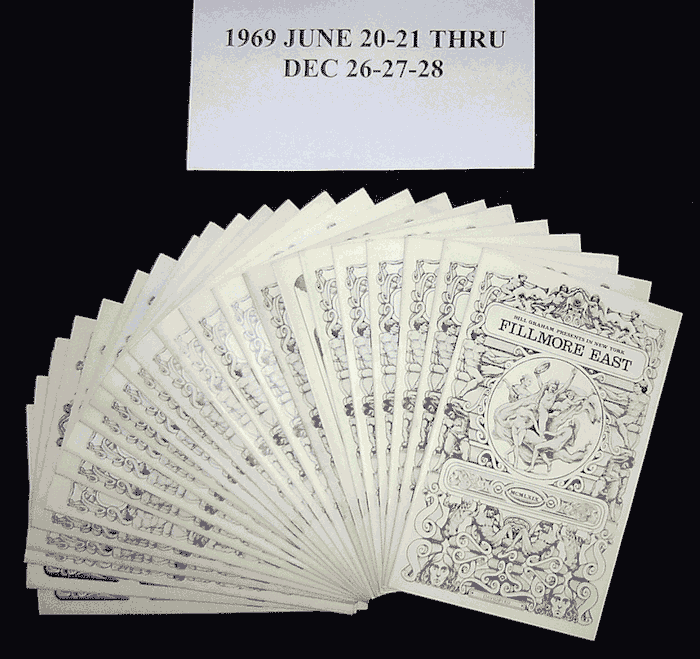 1969 JUNE 20-21 THRU
DEC 26-27-28
BILL GRAHAM PRESENTS IN NEW YORK
FILLMORE EAST
MCMLXIX